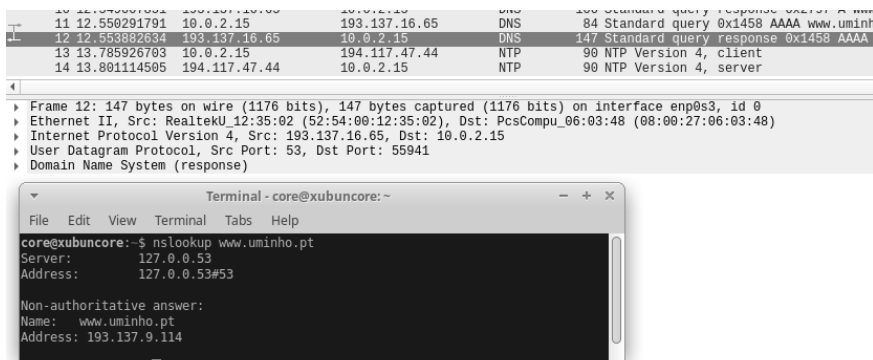 11 12.550291791 10.0.2.15 193.137.16.65 DNS 84 Standard query 0x1458 AAAA www.uminh
12 12.553882634 193.137.16.65 10.0.2.15 DNS 147 Standard query response 0x1458 AAAA
13 13.785926703 10.0.2.15 194.117.47.44 NTP 90 NTP Version 4, client
14 13.801114505 194.117.47.44 10.0.2.15 NTP 90 NTP Version 4, server
Frame 12: 147 bytes on wire (1176 bits), 147 bytes captured (1176 bits) on interface enp0s3, id 0
Ethernet II, Src: RealtekU_12:35:02 (52:54:00:12:35:02), Dst: PcsCompu_06:03:48 (08:00:27:06:03:48)
Internet Protocol Version 4, Src: 193.137.16.65, Dst: 10.0.2.15
User Datagram Protocol, Src Port: 53, Dst Port: 55941
Domain Name System (response)
Terminal - core@xubuncore: ~
File Edit View Terminal Tabs Help
core@xubuncore:~$ nslookup www.uminho.pt
Server: 127.0.0.53
Address: 127.0.0.53#53
Non-authoritative answer:
Name: www.uminho.pt
Address: 193.137.9.114